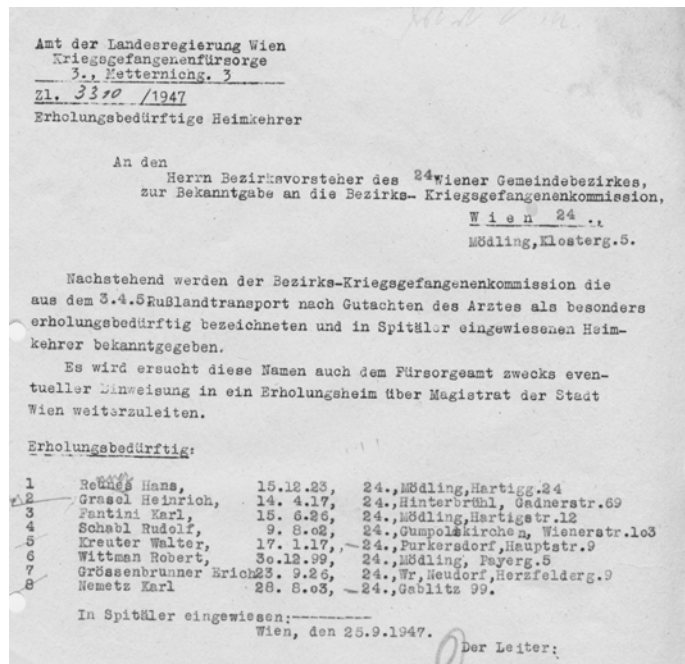 Amt der Landesregierung Wien
Kriegsgefangenenfürsorge
3., Metternichg. 3
Zl. 3310 /1947
Erholungsbedürftige Heimkehrer
An den
Herrn Bezirksvorsteher des 24Wiener Gemeindebezirkes,
zur Bekanntgabe an die Bezirks- Kriegsgefangenenkommission,
W i e n 24 .,
Mödling,Klosterg.5.
Nachstehend werden der Bezirks-Kriegsgefangenenkommission die
aus dem 3.4.5Rußlandtransport nach Gutachten des Arztes als besonders
erholungsbedürftig bezeichneten und in Spitäler eingewiesenen Heim-
kehrer bekanntgegeben.
Es wird ersucht diese Namen auch dem Fürsorgeamt zwecks even-
tueller Einweisung in ein Erholungsheim über Magistrat der Stadt
Wien weiterzuleiten.
Erholungsbedürftig:
1 Hans, 15.12.23, 24.,Mödling,Hartigg.24
2 Grasel Heinrich, 14. 4.17, 24.,Hinterbrühl, Gadnerstr.69
3 Fantini Karl, 15. 6.26, 24.,Mödling,Hartigstr.12
4 Schabl Rudolf, 9. 8.o2, 24.,Gumpolskirchen, Wienerstr.1o3
5 Kreuter Walter, 17. 1.17,,-24.,Purkersdorf,Hauptstr.9
6 Wittman Robert, 3o.12.99, 24.,Mödling, Payerg.5
7 Grössenbrunner Erich23. 9.26, 24.,Wr,Neudorf,Herzfelderg.9
8 Nemetz Karl 28. 8.o3, -24.,Gablitz 99.
In Spitäler eingewiesen:---------
Wien, den 25.9.1947.
Der Leiter: